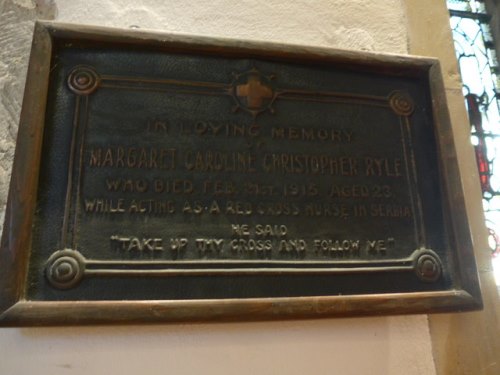 IN LOVING MEMORY
OF
MARGARET CAROLINE CHRISTOPHER RYLE
WHO DIED FEB. 21ST 1915. AGED 23.
WHILE ACTING AS A RED CROSS NURSE IN SERBIA
HE SAID
"TAKE UP THY CROSS AND FOLLOW ME"